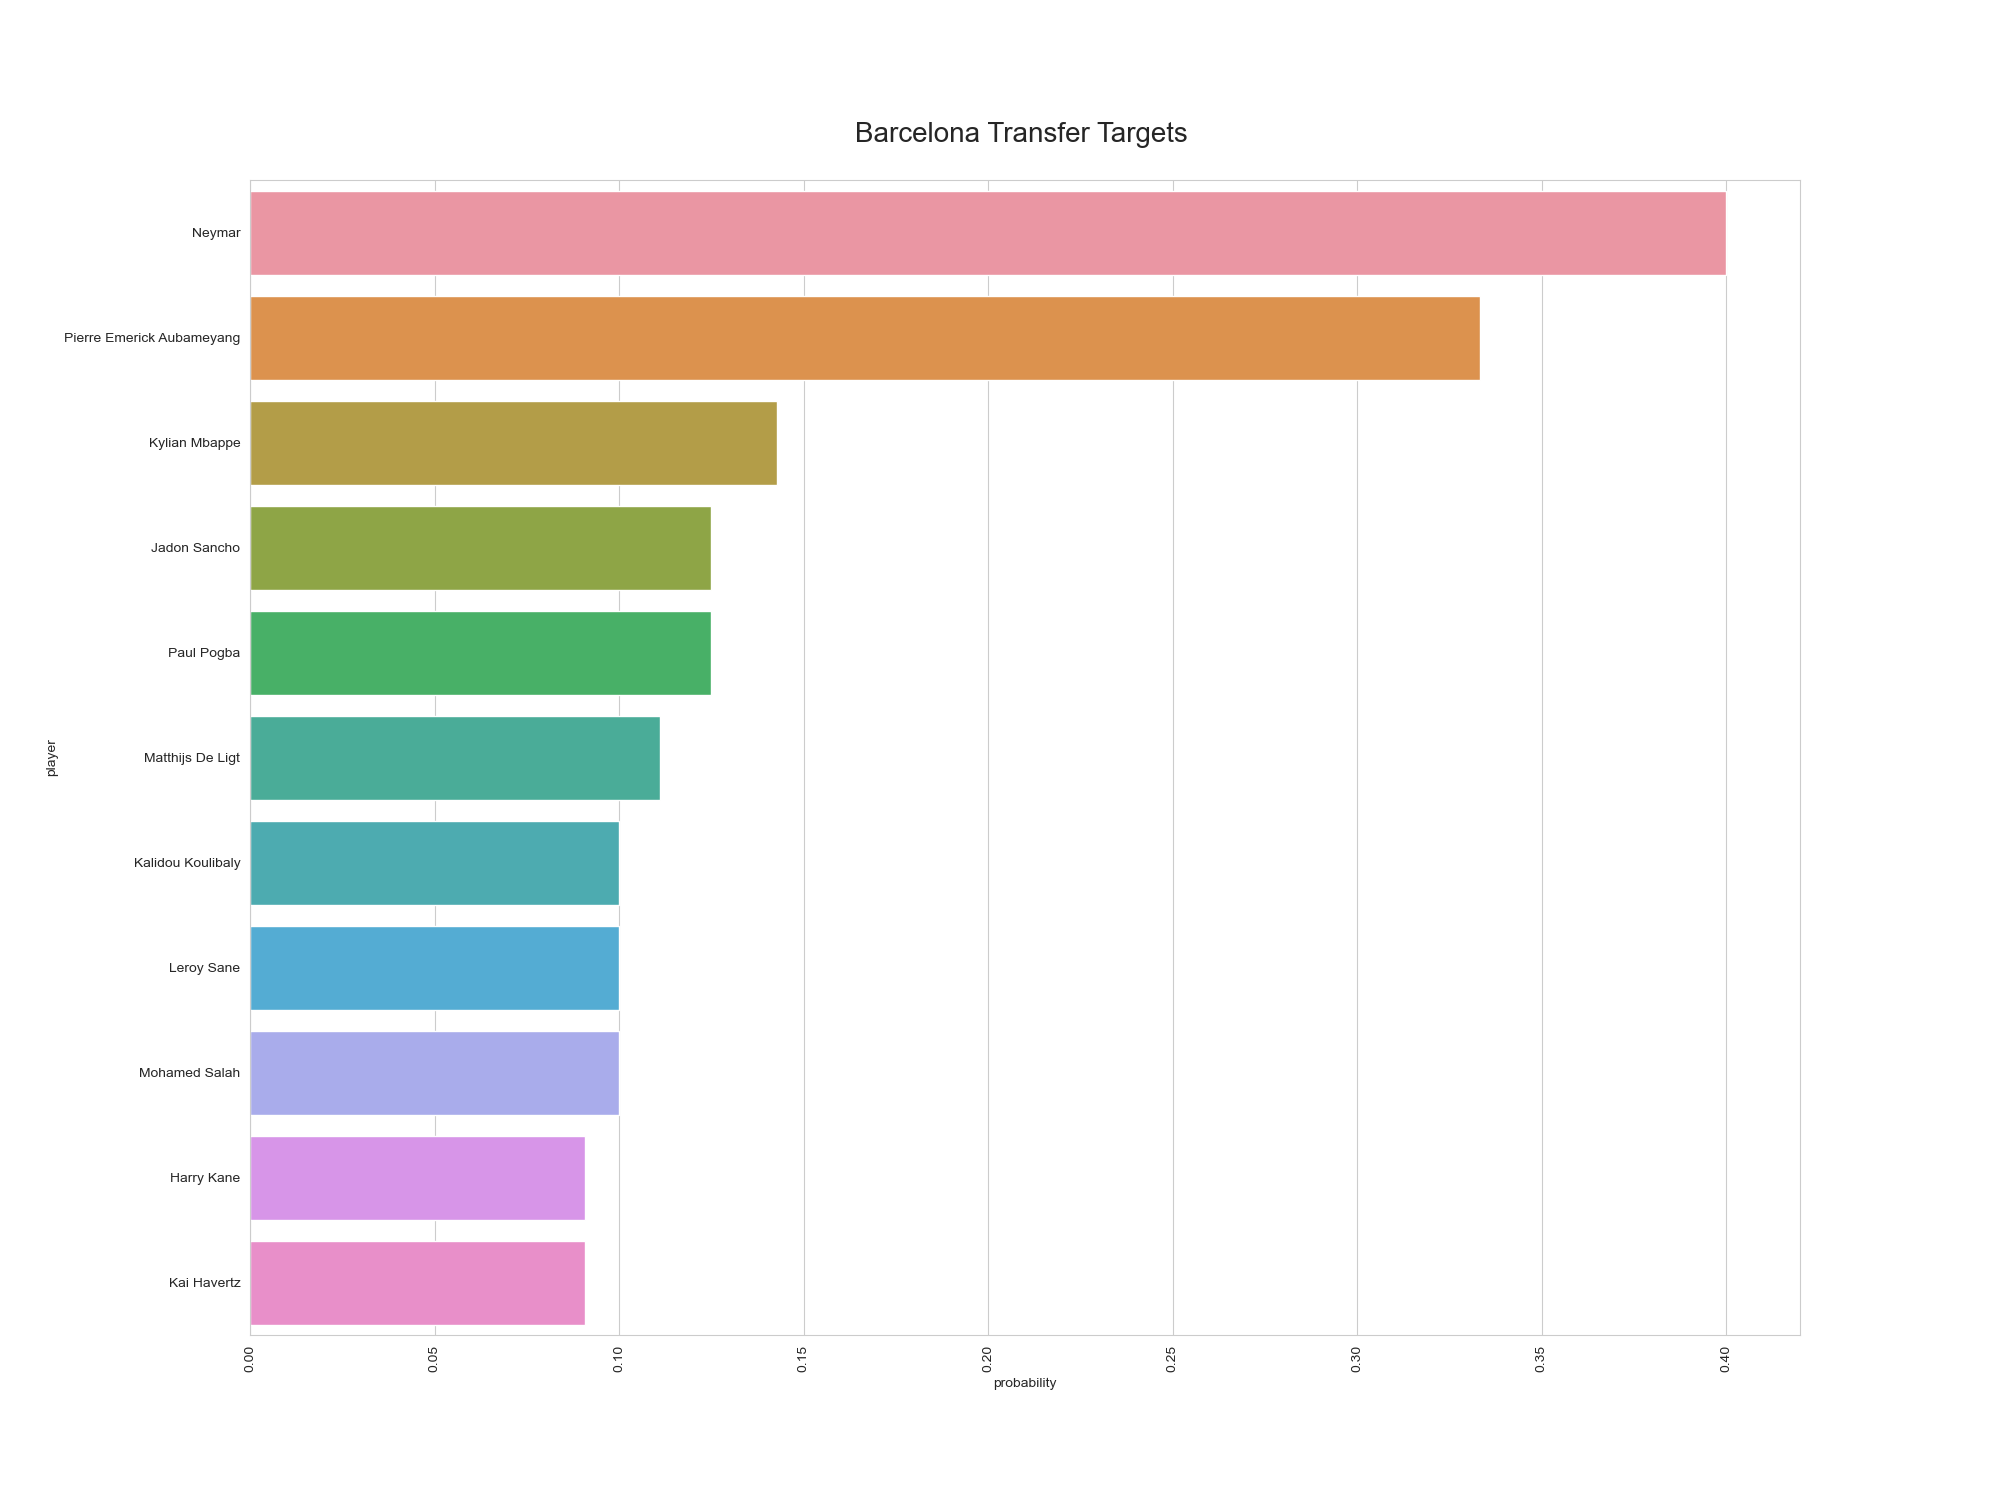 Barcelona Transfer Targets
Neymar
Pierre Emerick Aubameyang
Kylian Mbappe
Jadon Sancho
Paul Pogba
Matthijs De Ligt
Kalidou Koulibaly
Leroy Sane
Mohamed Salah
Harry Kane
Kai Havertz
player
0.00
0.05
0.10
0.15
0.20
0.25
0.30
0.35
0.40
probability